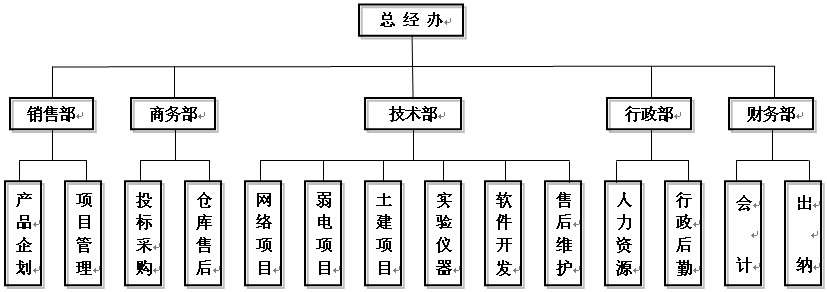 总经办
销售部
商务部
技术部
行政部
财务部
产品企划
项目管理
投标采购
仓库售后
网络项目
弱电项目
土建项目
实验仪器
软件开发
售后维护
人力资源
行政后勤
会计
出纳